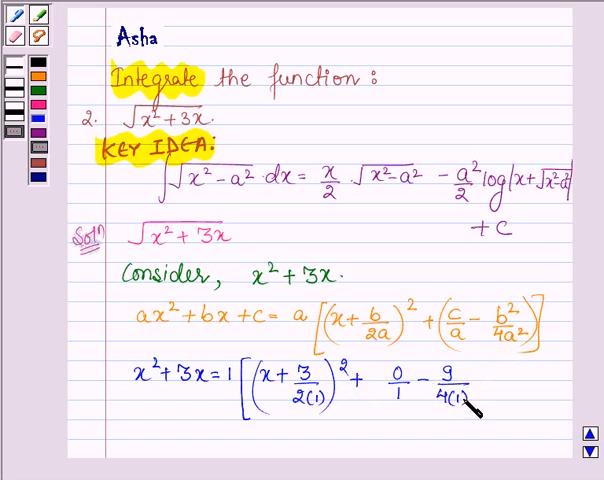 Asha
Integrate the function :
2. √(x² + 3x).
KEY IDEA:
∫√(x² - a²) · dx = x/2 · √(x² - a²) - a²/2 log|x + √(x² - a²)|
+ C
Solⁿ √(x² + 3x)
Consider, x² + 3x.
ax² + bx + c = a [(x + b/2a)² + (c/a - b²/4a²)]
x² + 3x = 1 [(x + 3/2(1))² + 0/1 - 9/4(1)